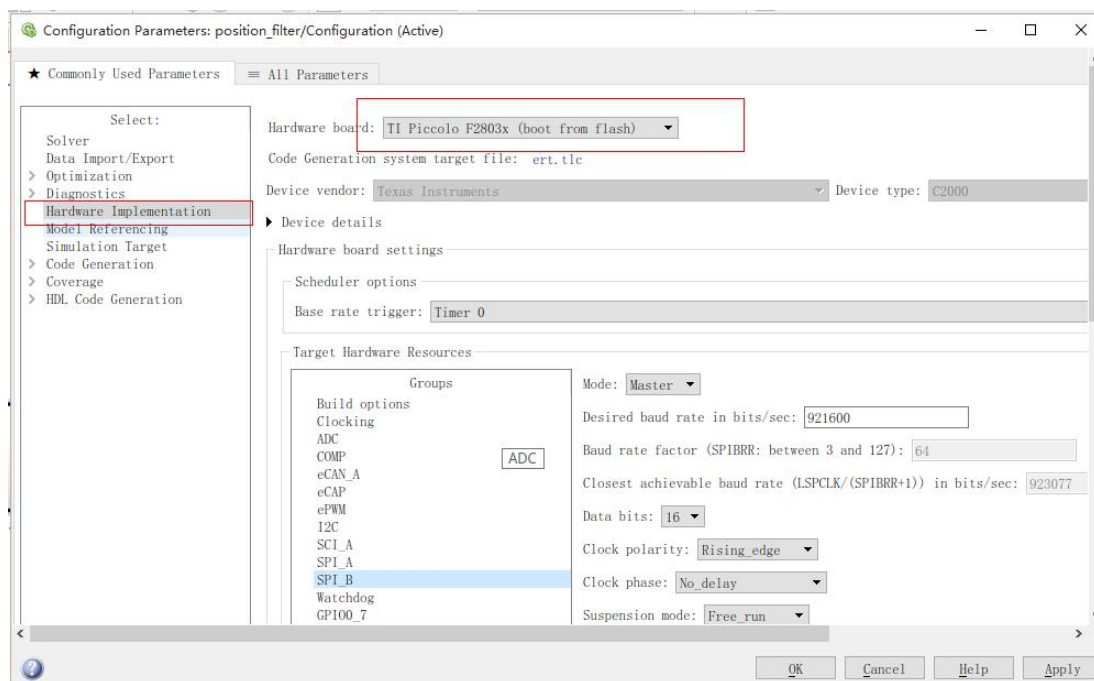 Configuration Parameters: position_filter/Configuration (Active)
★ Commonly Used Parameters
≡ All Parameters
Select:
Solver
Data Import/Export
Optimization
Diagnostics
Hardware Implementation
Model Referencing
Simulation Target
Code Generation
Coverage
HDL Code Generation
Hardware board: TI Piccolo F2803x (boot from flash)
Code Generation system target file: ert.tlc
Device vendor: Texas Instruments Device type: C2000
Device details
Hardware board settings
Scheduler options
Base rate trigger: Timer 0
Target Hardware Resources
Groups
Build options
Clocking
ADC
COMP
eCAN_A
eCAP
ePWM
I2C
SCI_A
SPI_A
SPI_B
Watchdog
GPIO0_7
ADC
Mode: Master
Desired baud rate in bits/sec: 921600
Baud rate factor (SPIBRR: between 3 and 127): 64
Closest achievable baud rate (LSPCLK/(SPIBRR+1)) in bits/sec: 923077
Data bits: 16
Clock polarity: Rising_edge
Clock phase: No_delay
Suspension mode: Free_run
OK
Cancel
Help
Apply